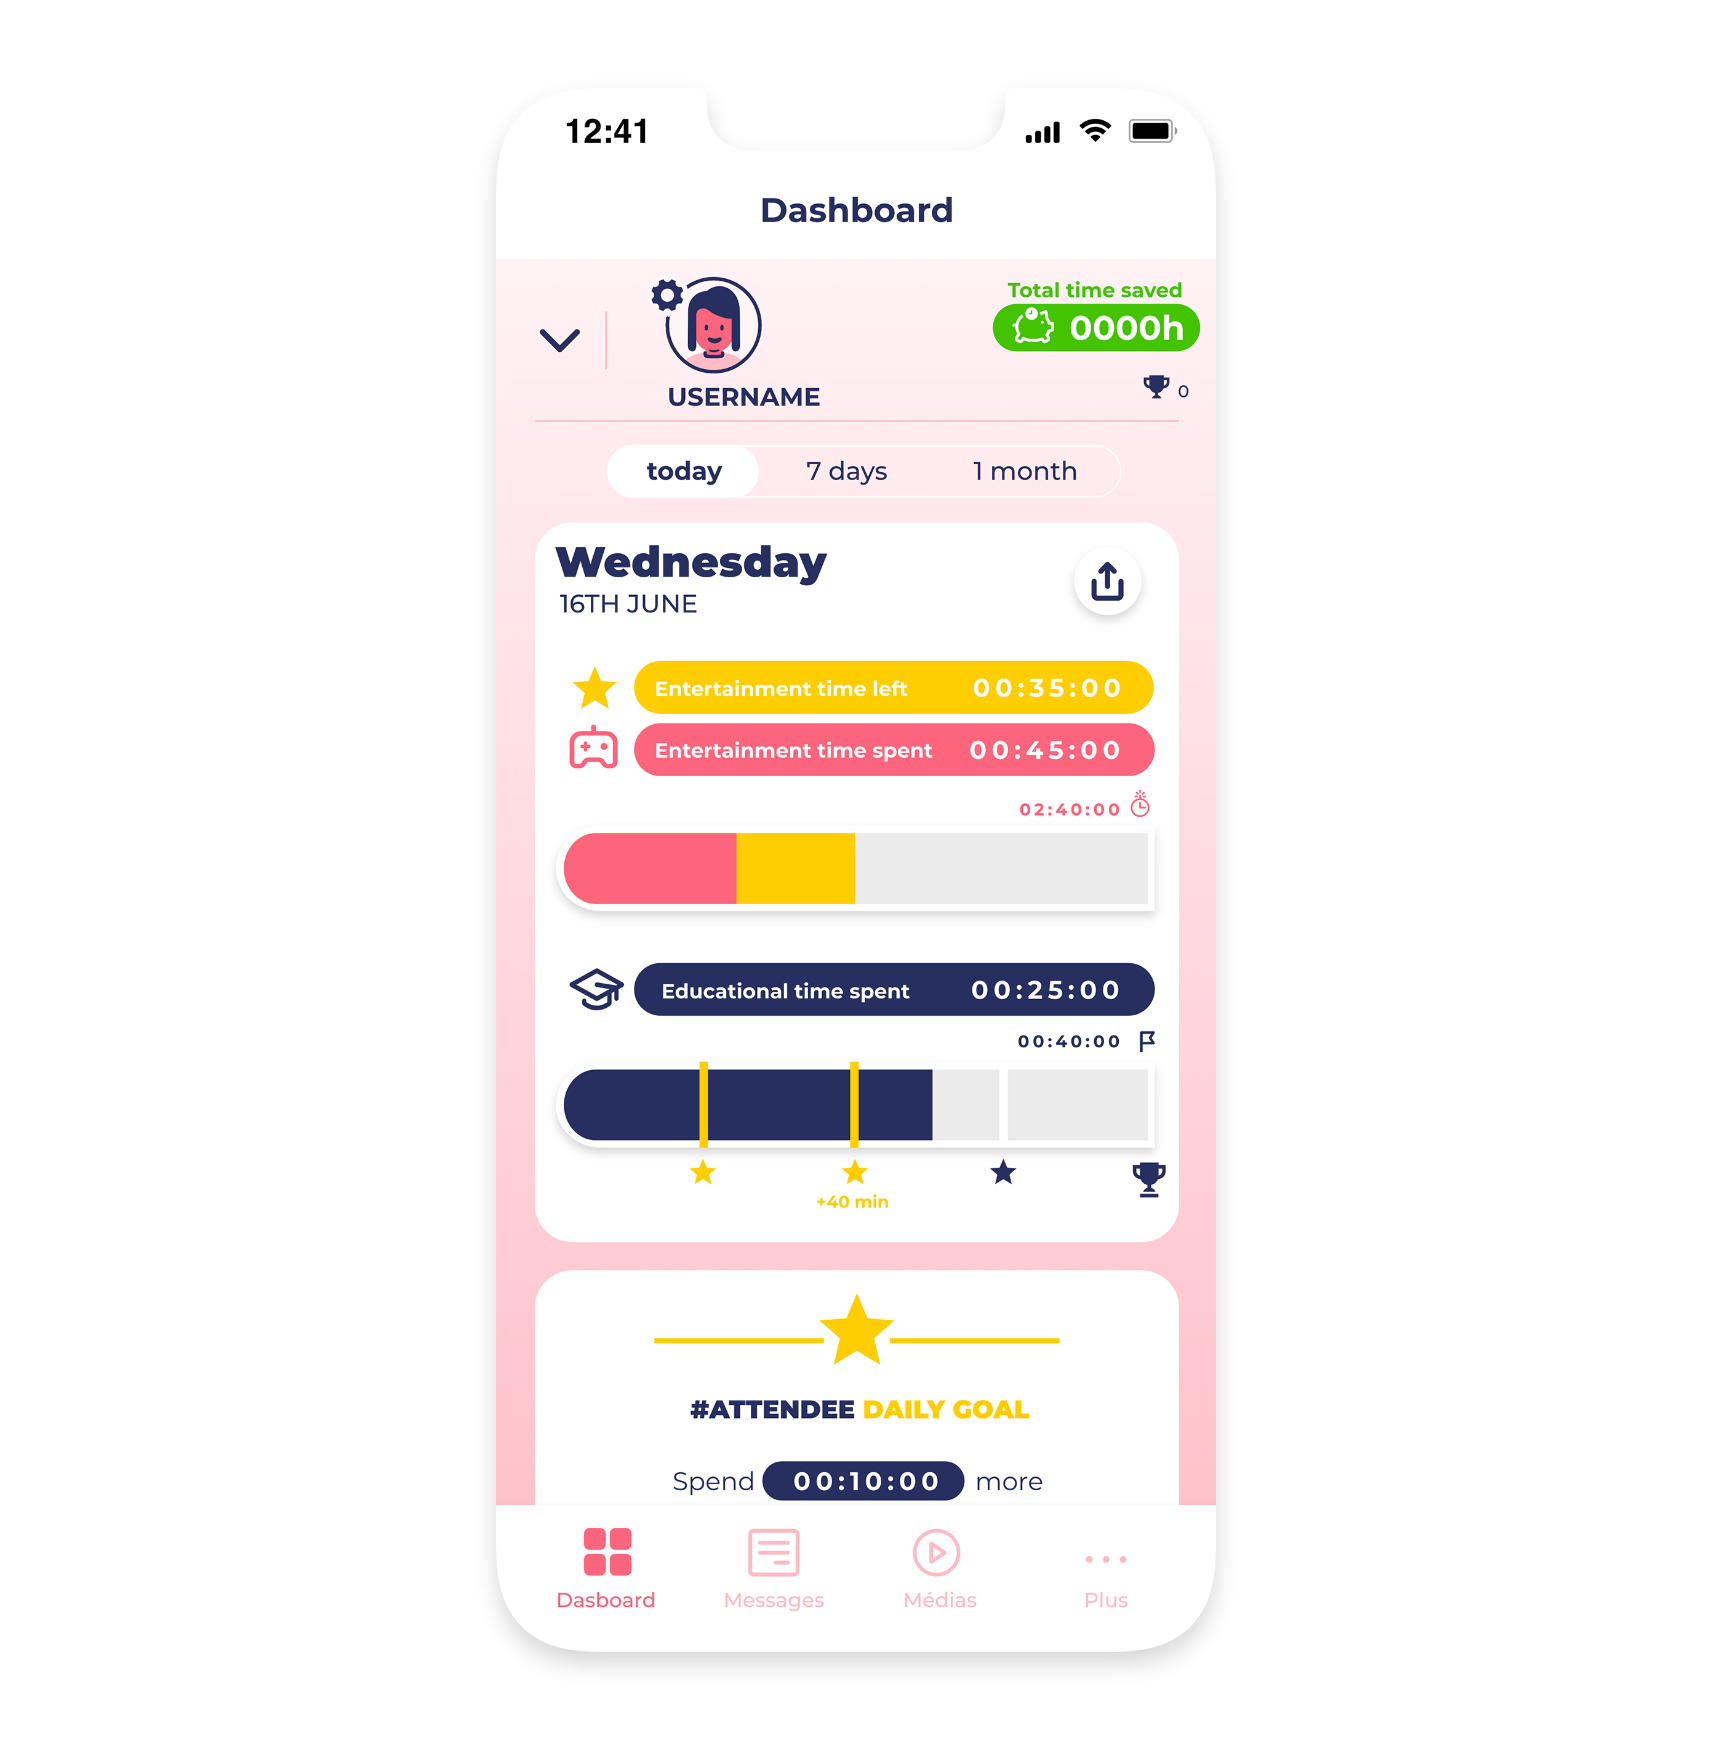 12:41
Dashboard
Total time saved
0000h
USERNAME
0
today 7 days 1 month
Wednesday
16TH JUNE
Entertainment time left 00:35:00
Entertainment time spent 00:45:00
02:40:00
Educational time spent 00:25:00
00:40:00
+40 min
#ATTENDEE DAILY GOAL
Spend 00:10:00 more
Dasboard Messages Médias Plus